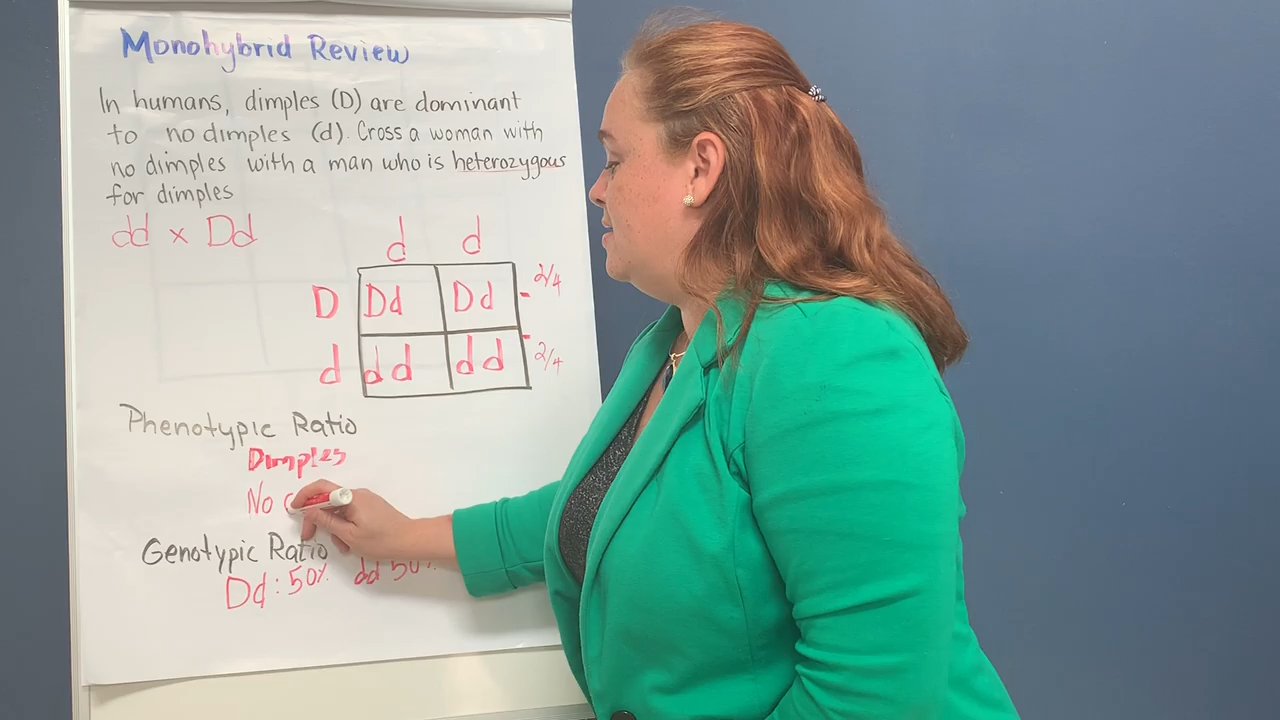 Monohybrid Review
In humans, dimples (D) are dominant
to no dimples (d). Cross a woman with
no dimples with a man who is heterozygous
for dimples
dd x Dd
d d
D Dd Dd - 2/4
d dd dd - 2/4
Phenotypic Ratio
Dimples
No
Genotypic Ratio
Dd: 50% dd 50%